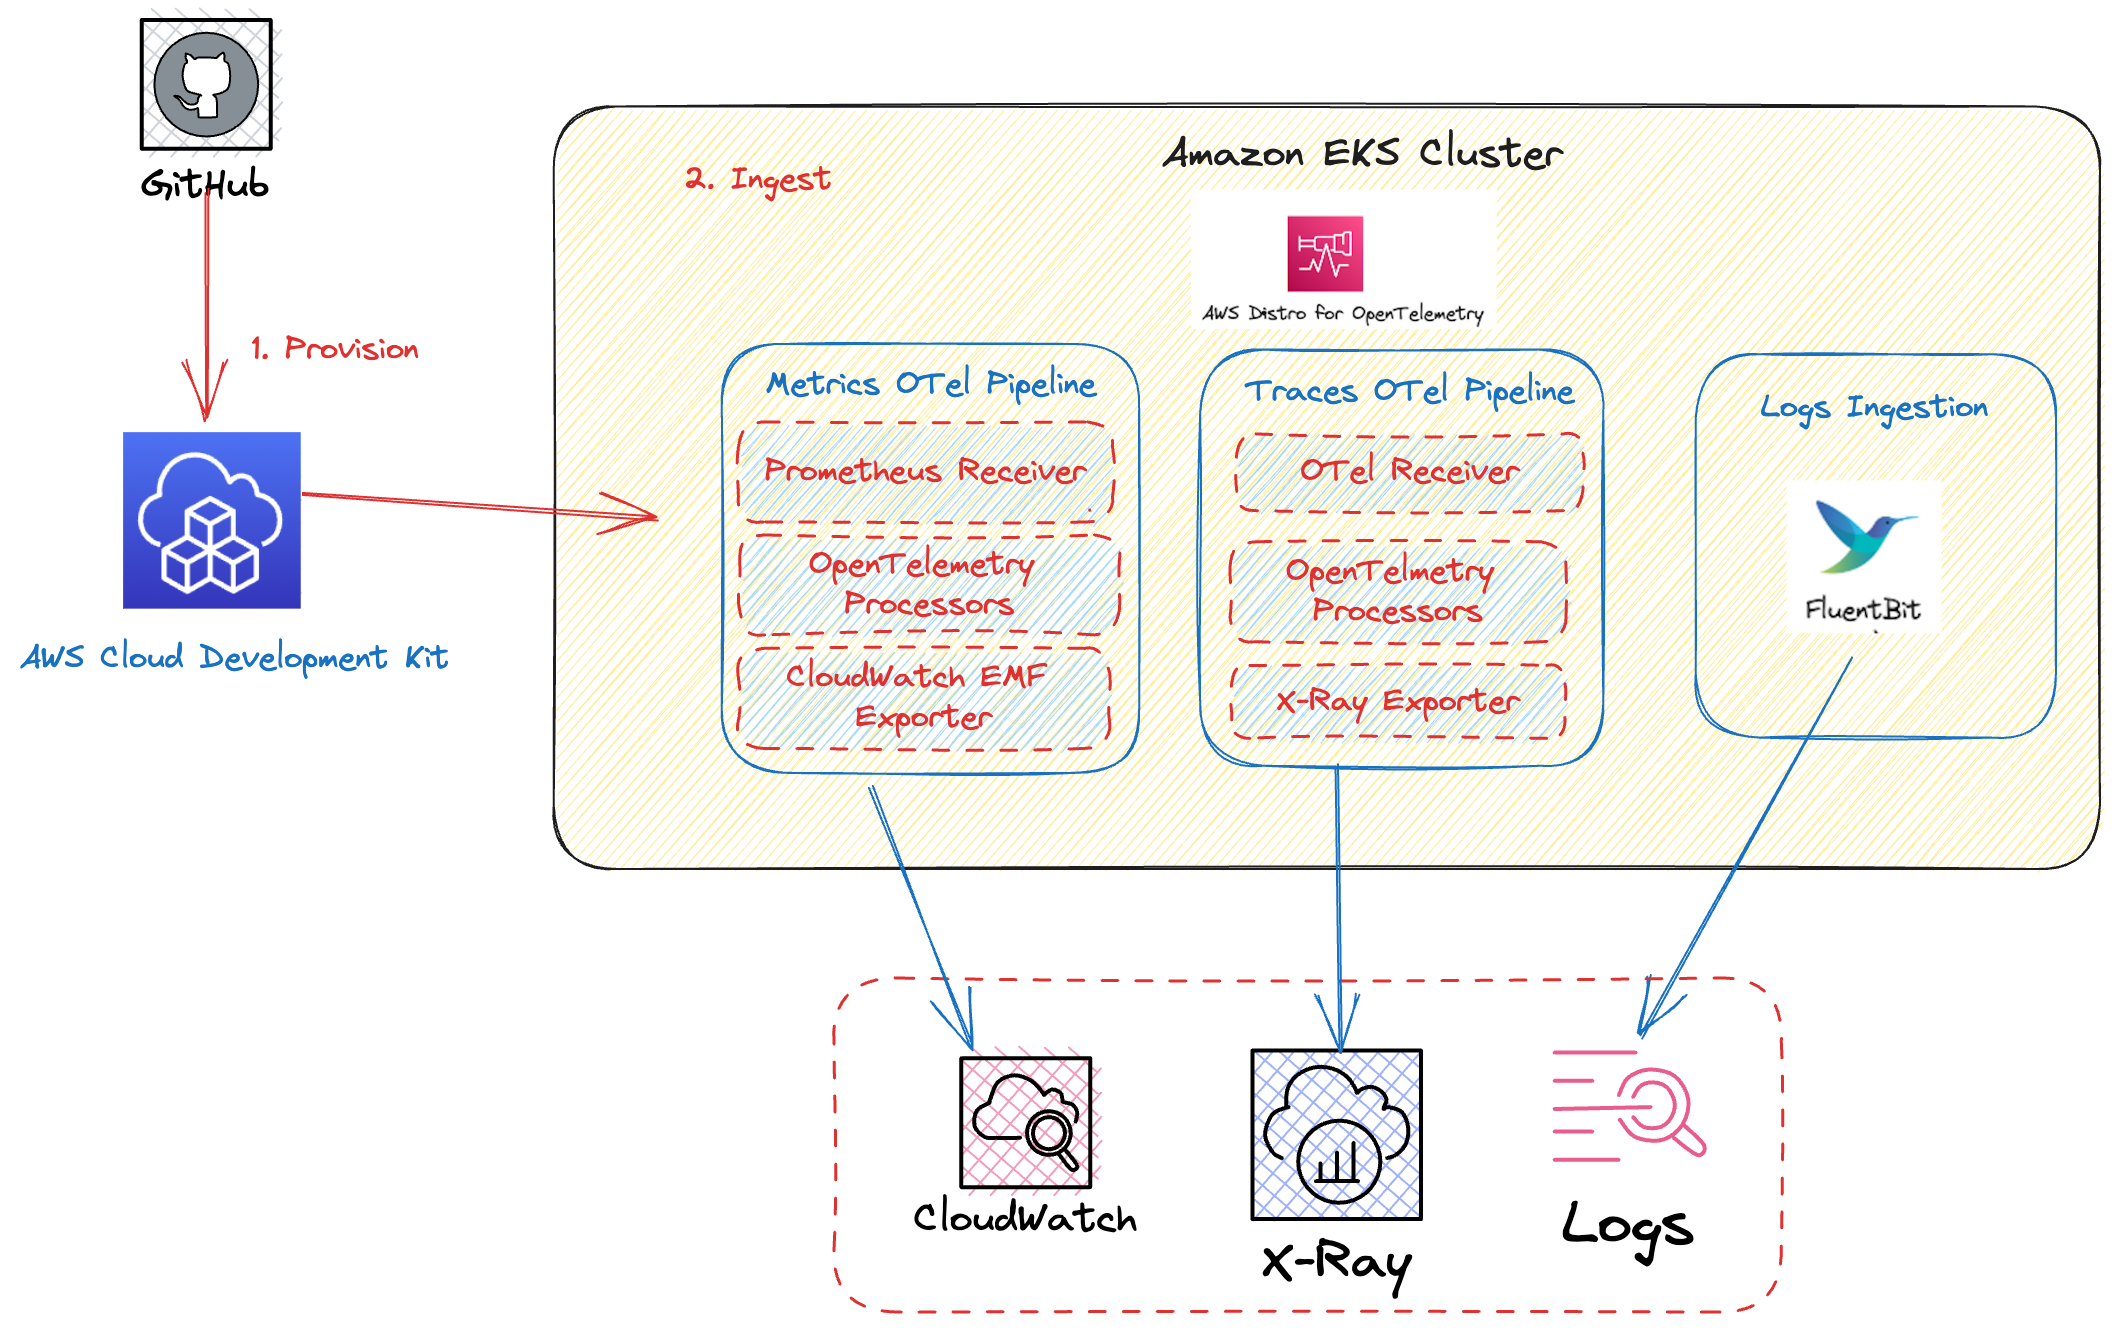 GitHub
1. Provision
AWS Cloud Development Kit
Amazon EKS Cluster
2. Ingest
AWS Distro for OpenTelemetry
Metrics OTel Pipeline
Prometheus Receiver
OpenTelemetry
Processors
CloudWatch EMF
Exporter
Traces OTel Pipeline
OTel Receiver
OpenTelmetry
Processors
X-Ray Exporter
Logs Ingestion
FluentBit
CloudWatch
X-Ray
Logs